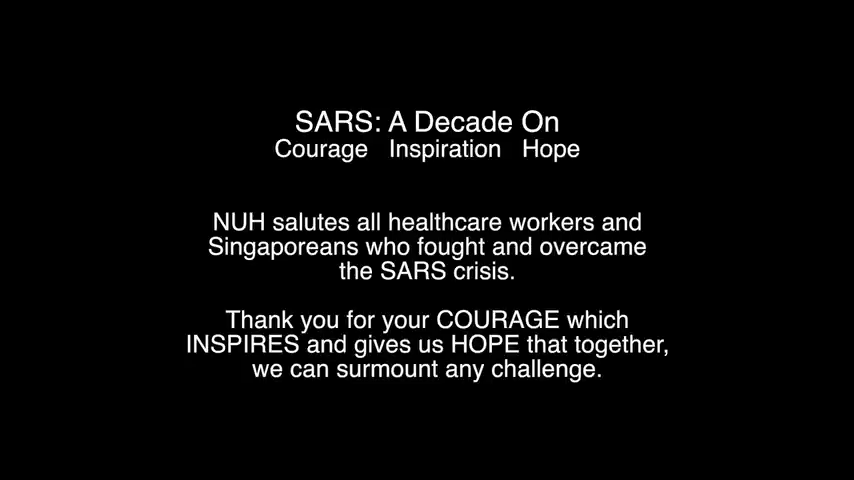 SARS: A Decade On
Courage Inspiration Hope
NUH salutes all healthcare workers and
Singaporeans who fought and overcame
the SARS crisis.
Thank you for your COURAGE which
INSPIRES and gives us HOPE that together,
we can surmount any challenge.